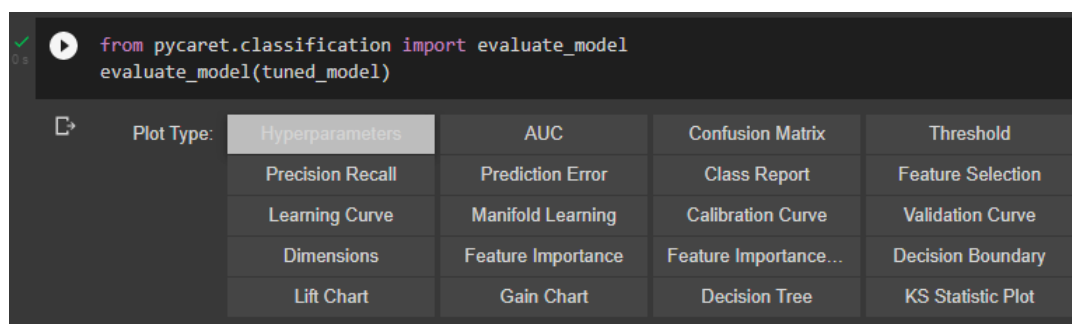 from pycaret.classification import evaluate_model
0 s
evaluate_model(tuned_model)
Plot Type: Hyperparameters AUC Confusion Matrix Threshold
Precision Recall Prediction Error Class Report Feature Selection
Learning Curve Manifold Learning Calibration Curve Validation Curve
Dimensions Feature Importance Feature Importance... Decision Boundary
Lift Chart Gain Chart Decision Tree KS Statistic Plot